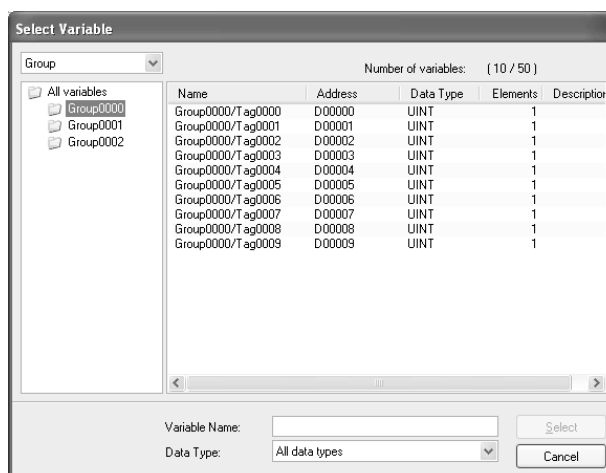 Select Variable
Group
Number of variables: ( 10 / 50 )
All variables
Group0000
Group0001
Group0002
Name Address Data Type Elements Description
Group0000/Tag0000 D00000 UINT 1
Group0000/Tag0001 D00001 UINT 1
Group0000/Tag0002 D00002 UINT 1
Group0000/Tag0003 D00003 UINT 1
Group0000/Tag0004 D00004 UINT 1
Group0000/Tag0005 D00005 UINT 1
Group0000/Tag0006 D00006 UINT 1
Group0000/Tag0007 D00007 UINT 1
Group0000/Tag0008 D00008 UINT 1
Group0000/Tag0009 D00009 UINT 1
Variable Name:
Select
Data Type: All data types
Cancel